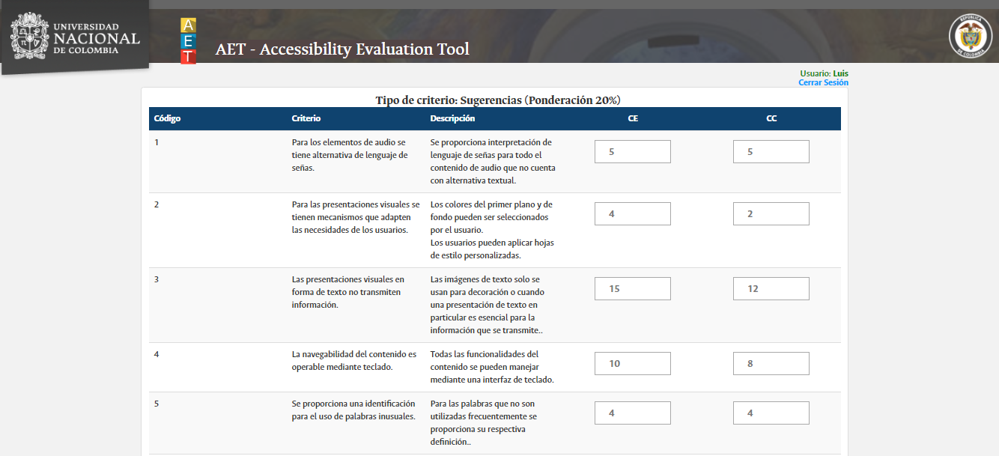 UNIVERSIDAD
NACIONAL
DE COLOMBIA
A
E
T
AET - Accessibility Evaluation Tool
REPUBLICA
DE COLOMBIA
Usuario: Luis
Cerrar Sesión
Tipo de criterio: Sugerencias (Ponderación 20%)
Código Criterio Descripción CE CC
1
Para los elementos de audio se
tiene alternativa de lenguaje de
señas.
Se proporciona interpretación de
lenguaje de señas para todo el
contenido de audio que no cuenta
con alternativa textual.
5
5
2
Para las presentaciones visuales se
tienen mecanismos que adapten
las necesidades de los usuarios.
Los colores del primer plano y de
fondo pueden ser seleccionados
por el usuario.
Los usuarios pueden aplicar hojas
de estilo personalizadas.
4
2
3
Las presentaciones visuales en
forma de texto no transmiten
información.
Las imágenes de texto solo se
usan para decoración o cuando
una presentación de texto en
particular es esencial para la
información que se transmite..
15
12
4
La navegabilidad del contenido es
operable mediante teclado.
Todas las funcionalidades del
contenido se pueden manejar
mediante una interfaz de teclado.
10
8
5
Se proporciona una identificación
para el uso de palabras inusuales.
Para las palabras que no son
utilizadas frecuentemente se
proporciona su respectiva
definición..
4
4